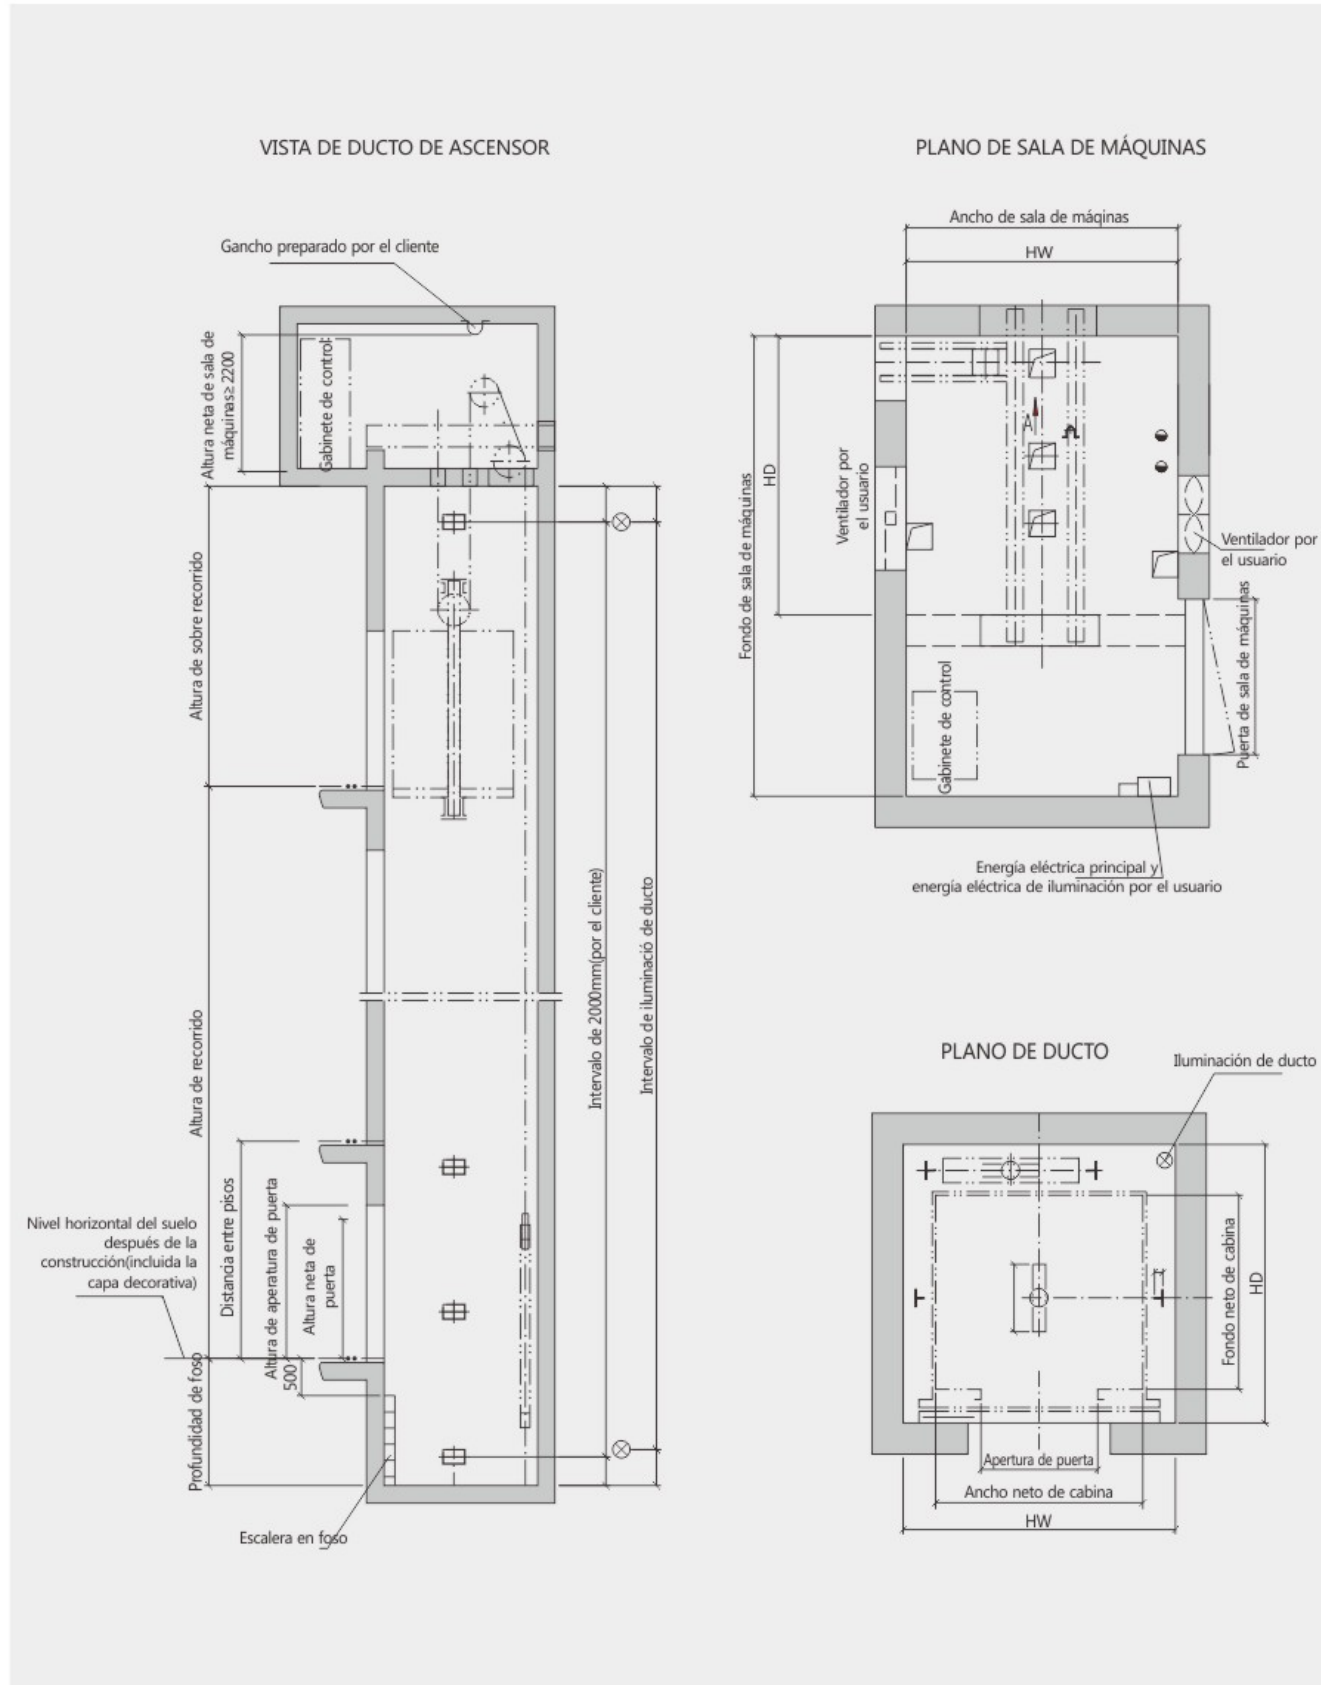 VISTA DE DUCTO DE ASCENSOR
Gancho preparado por el cliente
Altura neta de sala de
máquinas≥2200
Gabinete de control
Altura de sobre recorrido
Altura de recorrido
Intervalo de 2000mm(por el cliente)
Intervalo de iluminació de ducto
Distancia entre pisos
Altura de aperatura de puerta
Altura neta de
puerta
Nivel horizontal del suelo
después de la
construcción(incluida la
capa decorativa)
500
Profundidad de foso
Escalera en foso
PLANO DE SALA DE MÁQUINAS
Ancho de sala de máqinas
HW
Fondo de sala de máquinas
HD
Ventilador por
el usuario
A
Ventilador por
el usuario
Puerta de sala de máquinas
Gabinete de control
Energía eléctrica principal y
energía eléctrica de iluminación por el usuario
PLANO DE DUCTO
Iluminación de ducto
Fondo neto de cabina
HD
Apertura de puerta
Ancho neto de cabina
HW